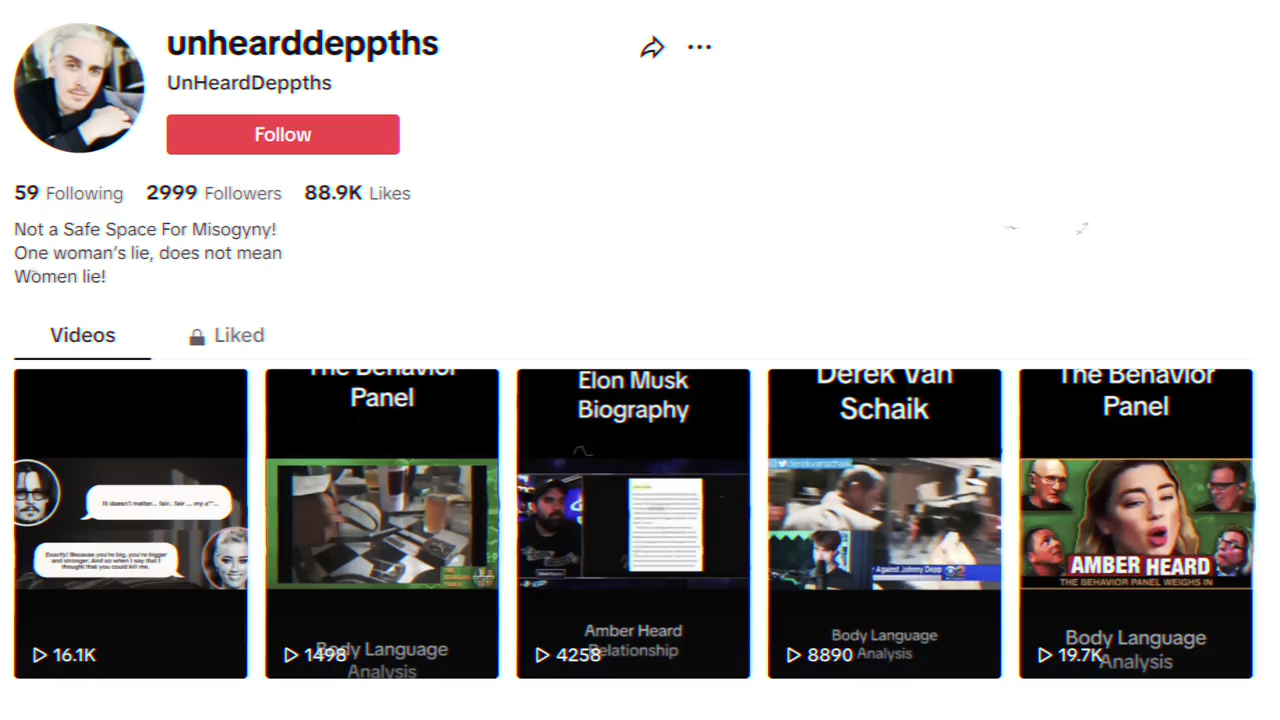 unhearddeppths
UnHeardDeppths
Follow
59 Following 2999 Followers 88.9K Likes
Not a Safe Space For Misogyny!
One woman's lie, does not mean
Women lie!
Videos
Liked
It doesn't matter... fair.. fair ... my a**...
Exactly! Because you're big, you're bigger
and stronger. And so when I say that I
thought that you could kill me.
16.1K
The Behavior
Panel
1498
Body Language
Analysis
Elon Musk
Biography
Amber Heard
Relationship
4258
Derek Van
Schaik
derekvanschaik
Against Johnny Depp
Body Language
Analysis
8890
The Behavior
Panel
AMBER HEARD
THE BEHAVIOR PANEL WEIGHS IN
Body Language
Analysis
19.7K